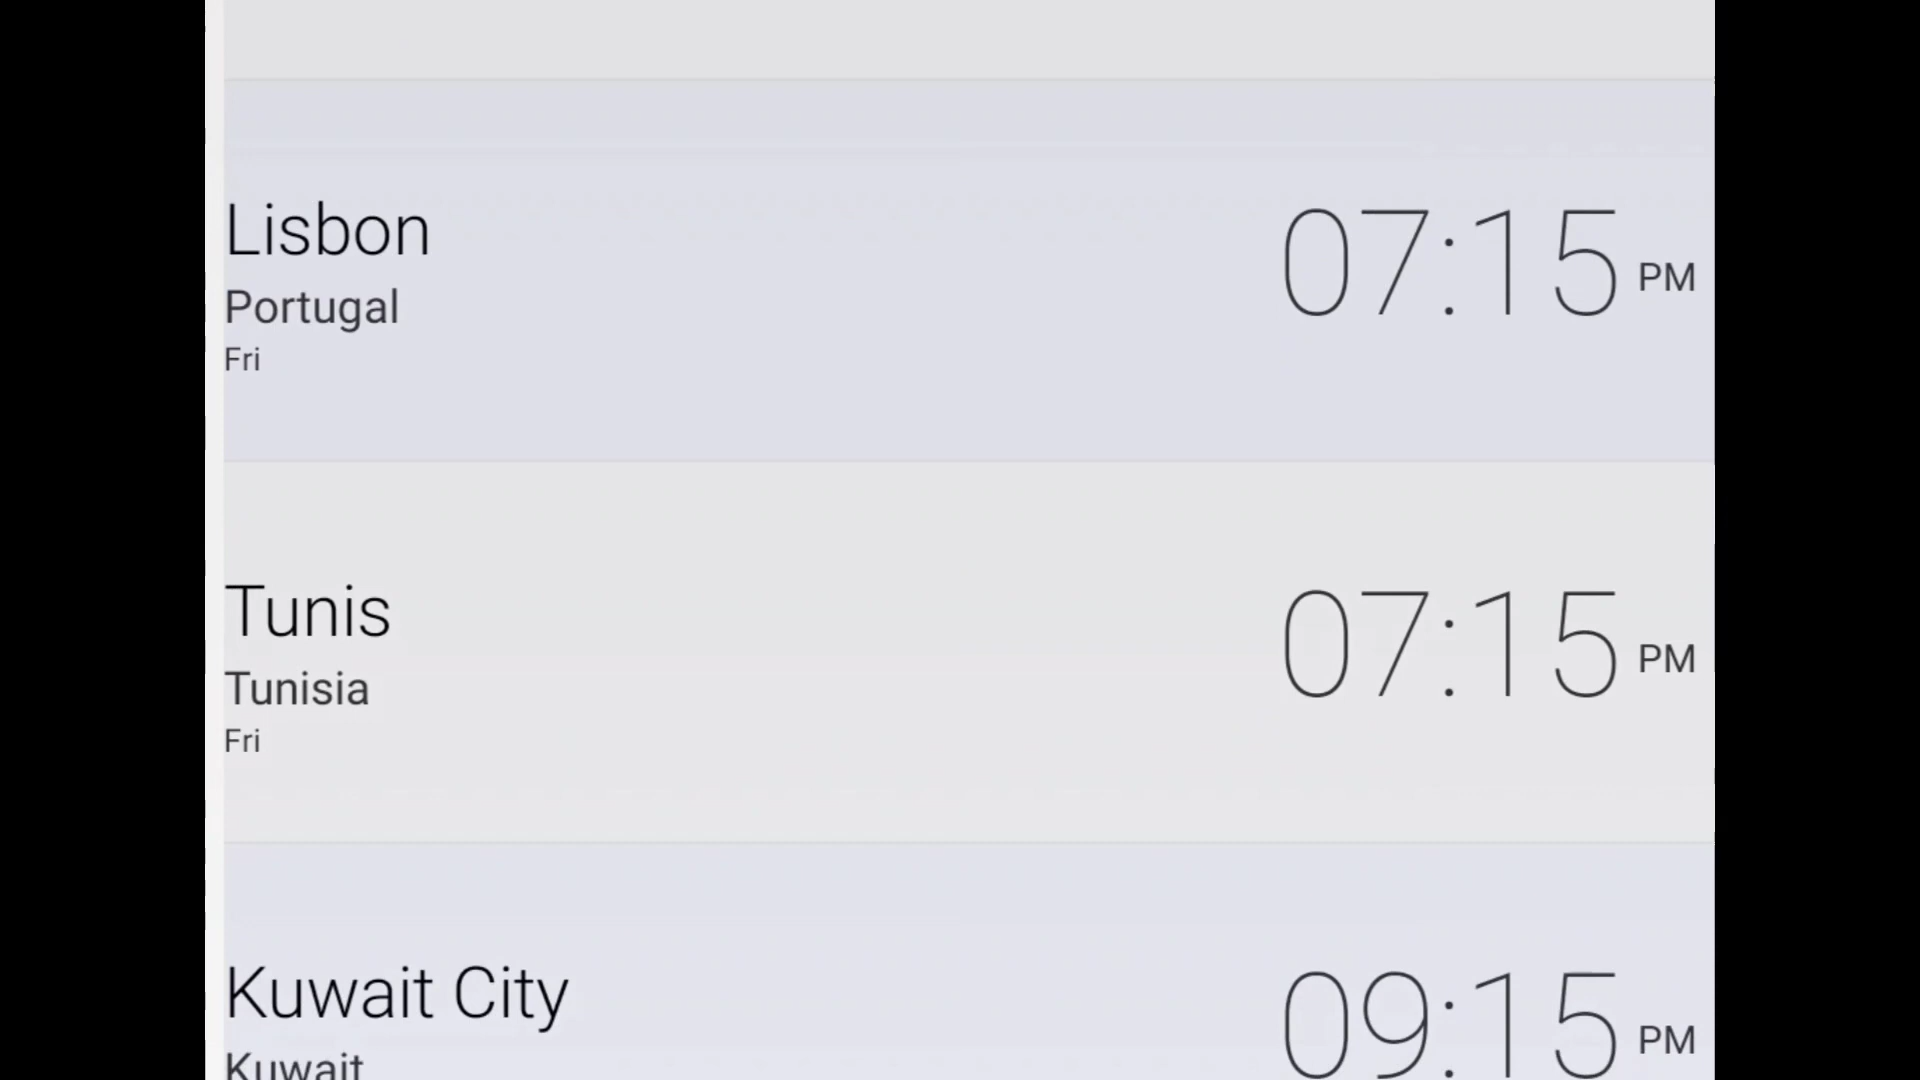 Lisbon
07:15 PM
Portugal
Fri
Tunis
07:15 PM
Tunisia
Fri
Kuwait City
09:15 PM
Kuwait